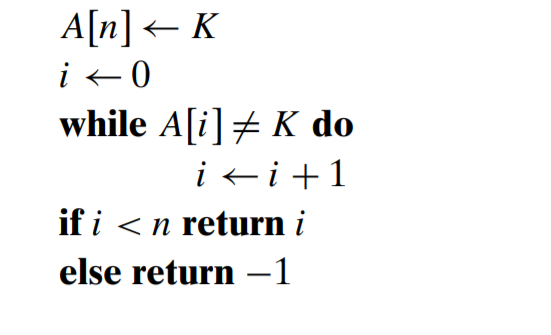 A[n] ← K
i ← 0
while A[i] ≠ K do
i ← i + 1
if i < n return i
else return −1